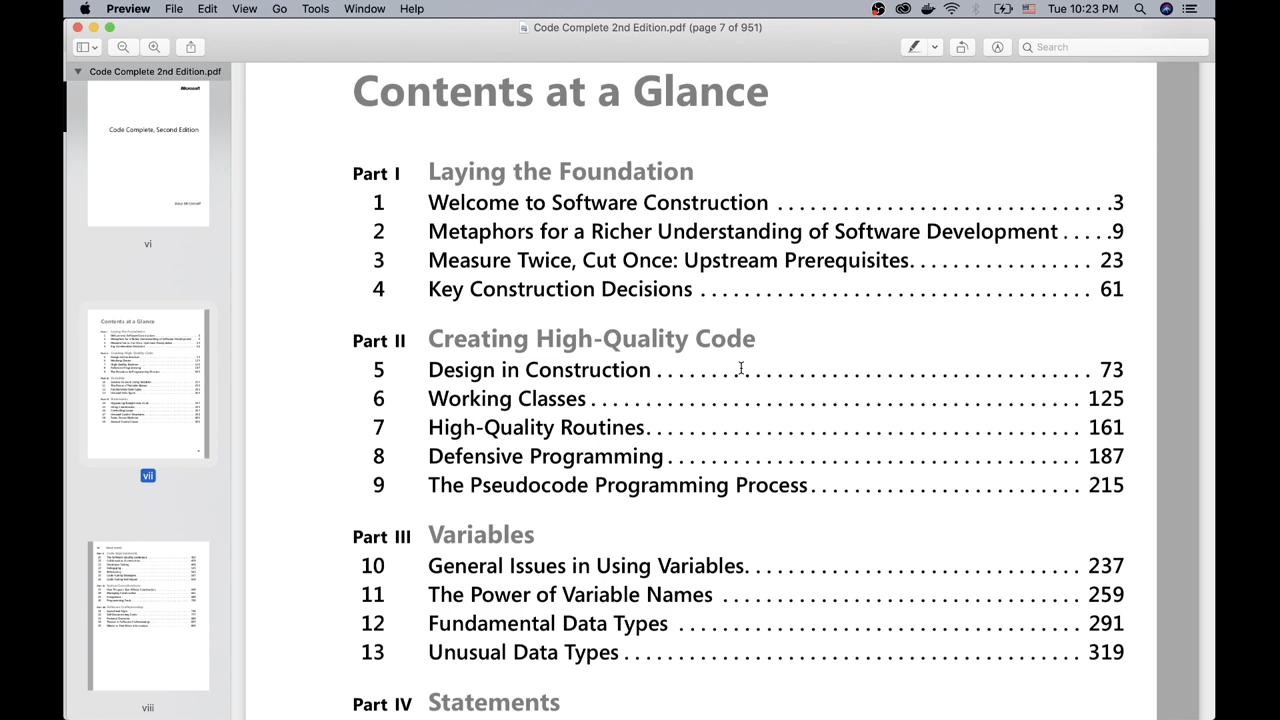 Preview File Edit View Go Tools Window Help Tue 10:23 PM
Code Complete 2nd Edition.pdf (page 7 of 951)
Search
Code Complete 2nd Edition.pdf
Microsoft
Code Complete, Second Edition
vi
Contents at a Glance
vii
viii
Contents at a Glance
Part I Laying the Foundation
1 Welcome to Software Construction . . . . . . . . . . . . . . . . . . . . . . . . . . . . . . .3
2 Metaphors for a Richer Understanding of Software Development . . . . .9
3 Measure Twice, Cut Once: Upstream Prerequisites. . . . . . . . . . . . . . . . 23
4 Key Construction Decisions . . . . . . . . . . . . . . . . . . . . . . . . . . . . . . . . . . . 61
Part II Creating High-Quality Code
5 Design in Construction . . . . . . . . . . . . . . . . . . . . . . . . . . . . . . . . . . . . . . . 73
6 Working Classes . . . . . . . . . . . . . . . . . . . . . . . . . . . . . . . . . . . . . . . . . . . . 125
7 High-Quality Routines. . . . . . . . . . . . . . . . . . . . . . . . . . . . . . . . . . . . . . . 161
8 Defensive Programming . . . . . . . . . . . . . . . . . . . . . . . . . . . . . . . . . . . . . 187
9 The Pseudocode Programming Process. . . . . . . . . . . . . . . . . . . . . . . . 215
Part III Variables
10 General Issues in Using Variables. . . . . . . . . . . . . . . . . . . . . . . . . . . . . . 237
11 The Power of Variable Names . . . . . . . . . . . . . . . . . . . . . . . . . . . . . . . . 259
12 Fundamental Data Types . . . . . . . . . . . . . . . . . . . . . . . . . . . . . . . . . . . . 291
13 Unusual Data Types . . . . . . . . . . . . . . . . . . . . . . . . . . . . . . . . . . . . . . . . . 319
Part IV Statements